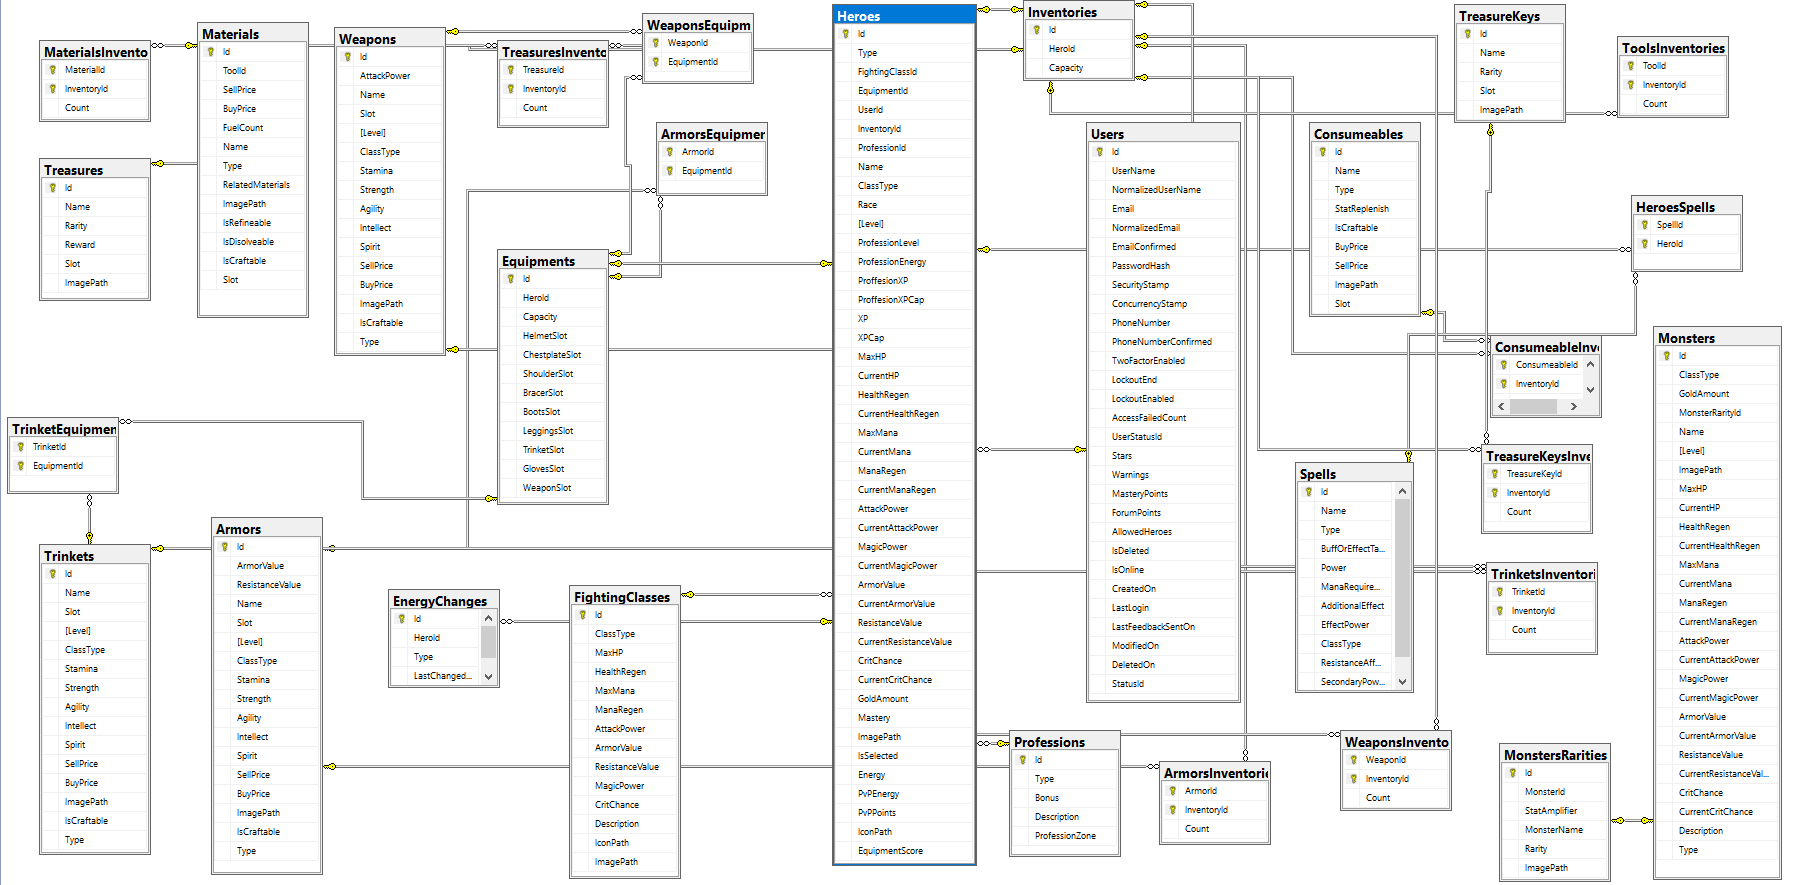 MaterialsInvento
MaterialId
InventoryId
Count
Treasures
Id
Name
Rarity
Reward
Slot
ImagePath
Materials
Id
ToolId
SellPrice
BuyPrice
FuelCount
Name
Type
RelatedMaterials
ImagePath
IsRefineable
IsDisolveable
IsCraftable
Slot
Weapons
Id
AttackPower
Name
Slot
[Level]
ClassType
Stamina
Strength
Agility
Intellect
Spirit
SellPrice
BuyPrice
ImagePath
IsCraftable
Type
TreasuresInvento
TreasureId
InventoryId
Count
WeaponsEquipm
WeaponId
EquipmentId
ArmorsEquipmer
ArmorId
EquipmentId
Equipments
Id
HeroId
Capacity
HelmetSlot
ChestplateSlot
ShoulderSlot
BracerSlot
BootsSlot
LeggingsSlot
TrinketSlot
GlovesSlot
WeaponSlot
TrinketEquipmer
TrinketId
EquipmentId
Trinkets
Id
Name
Slot
[Level]
ClassType
Stamina
Strength
Agility
Intellect
Spirit
SellPrice
BuyPrice
ImagePath
IsCraftable
Type
Armors
Id
ArmorValue
ResistanceValue
Name
Slot
[Level]
ClassType
Stamina
Strength
Agility
Intellect
Spirit
SellPrice
BuyPrice
ImagePath
IsCraftable
Type
EnergyChanges
Id
HeroId
Type
LastChanged...
FightingClasses
Id
ClassType
MaxHP
HealthRegen
MaxMana
ManaRegen
AttackPower
ArmorValue
ResistanceValue
MagicPower
CritChance
Description
IconPath
ImagePath
Heroes
Id
Type
FightingClassId
EquipmentId
UserId
InventoryId
ProfessionId
Name
ClassType
Race
[Level]
ProfessionLevel
ProfessionEnergy
ProffesionXP
ProffesionXPCap
XP
XPCap
MaxHP
CurrentHP
HealthRegen
CurrentHealthRegen
MaxMana
CurrentMana
ManaRegen
CurrentManaRegen
AttackPower
CurrentAttackPower
MagicPower
CurrentMagicPower
ArmorValue
CurrentArmorValue
ResistanceValue
CurrentResistanceValue
CritChance
CurrentCritChance
GoldAmount
Mastery
ImagePath
IsSelected
Energy
PvPEnergy
PvPPoints
IconPath
EquipmentScore
Inventories
Id
HeroId
Capacity
Users
Id
UserName
NormalizedUserName
Email
NormalizedEmail
EmailConfirmed
PasswordHash
SecurityStamp
ConcurrencyStamp
PhoneNumber
PhoneNumberConfirmed
TwoFactorEnabled
LockoutEnd
LockoutEnabled
AccessFailedCount
UserStatusId
Stars
Warnings
MasteryPoints
ForumPoints
AllowedHeroes
IsDeleted
IsOnline
CreatedOn
LastLogin
LastFeedbackSentOn
ModifiedOn
DeletedOn
StatusId
Professions
Id
Type
Bonus
Description
ProfessionZone
ArmorsInventorie
ArmorId
InventoryId
Count
Consumeables
Id
Name
Type
StatReplenish
IsCraftable
BuyPrice
SellPrice
ImagePath
Slot
TreasureKeys
Id
Name
Rarity
Slot
ImagePath
ToolsInventories
ToolId
InventoryId
Count
HeroesSpells
SpellId
HeroId
ConsumeableInv
ConsumeableId
InventoryId
TreasureKeysInve
TreasureKeyId
InventoryId
Count
Spells
Id
Name
Type
BuffOrEffectTa...
Power
ManaRequire...
AdditionalEffect
EffectPower
ClassType
ResistanceAff...
SecondaryPow...
TrinketsInventori
TrinketId
InventoryId
Count
WeaponsInvento
WeaponId
InventoryId
Count
MonstersRarities
Id
MonsterId
StatAmplifier
MonsterName
Rarity
ImagePath
Monsters
Id
ClassType
GoldAmount
MonsterRarityId
Name
[Level]
ImagePath
MaxHP
CurrentHP
HealthRegen
CurrentHealthRegen
MaxMana
CurrentMana
ManaRegen
CurrentManaRegen
AttackPower
CurrentAttackPower
MagicPower
CurrentMagicPower
ArmorValue
CurrentArmorValue
ResistanceValue
CurrentResistanceVal...
CritChance
CurrentCritChance
Description
Type